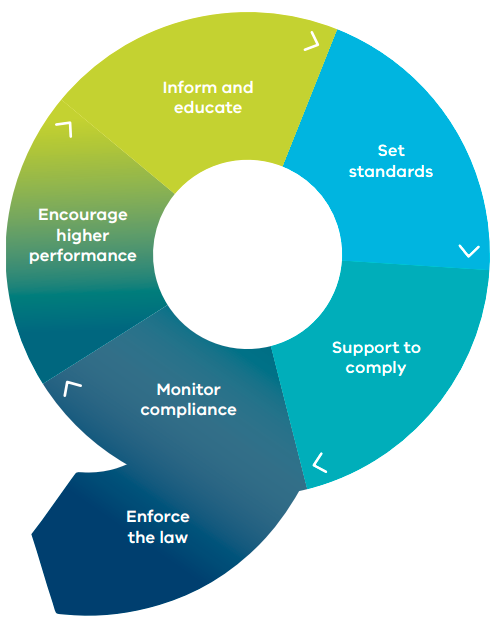 Inform and
educate
Set
standards
Support to
comply
Monitor
compliance
Enforce
the law
Encourage
higher
performance